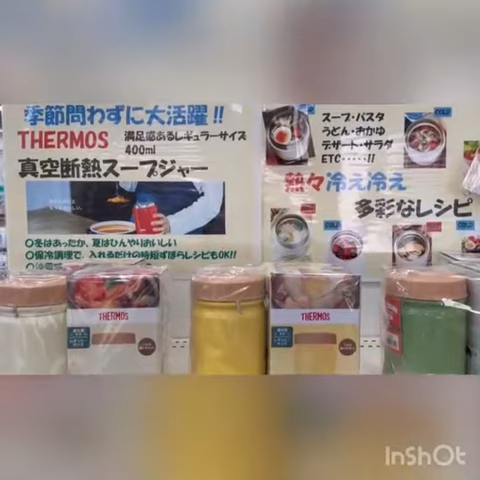 季節問わずに大活躍!!
THERMOS 満足感あるレギュラーサイズ
400ml
真空断熱スープジャー
○冬はあったか、夏はひんやりおいしい
○保冷調理で、入れるだけの時短ずぼらレシピもOK!!
スープ・パスタ
うどん・おかゆ
デザート・サラダ
ETC・・・・・!!
熱々冷え冷え
多彩なレシピ
COLD
COLD
THERMOS
THERMOS
InShOt